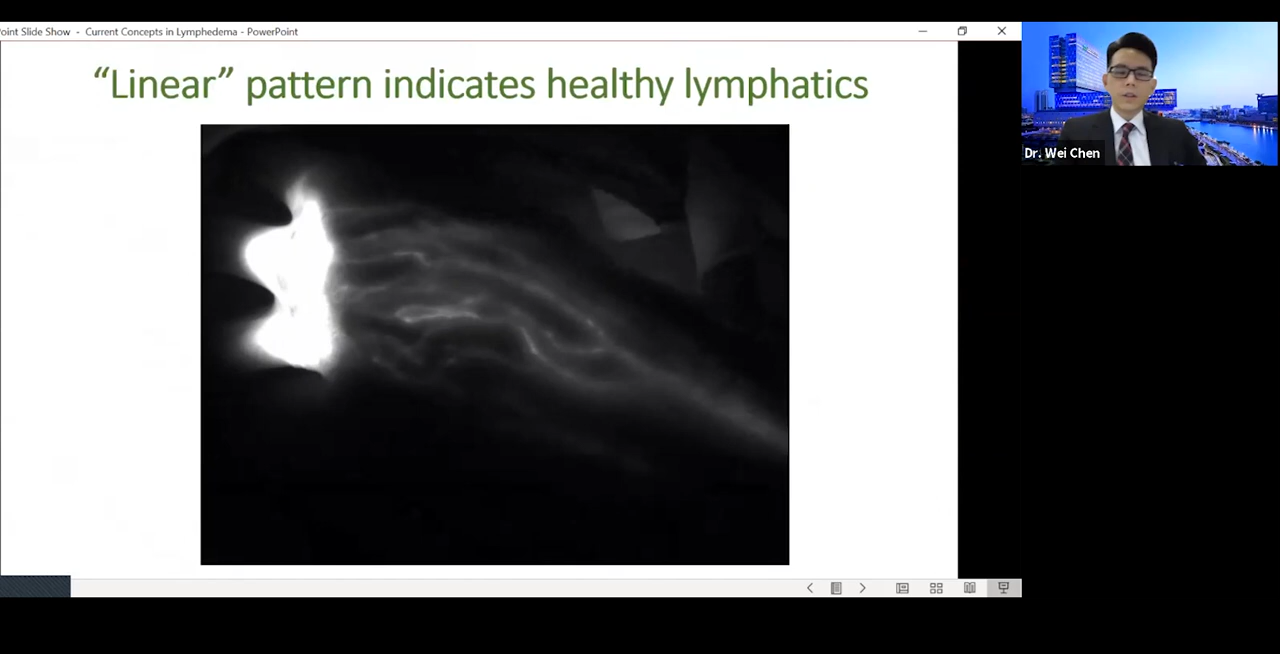 oint Slide Show - Current Concepts in Lymphedema - PowerPoint
“Linear” pattern indicates healthy lymphatics
Dr. Wei Chen